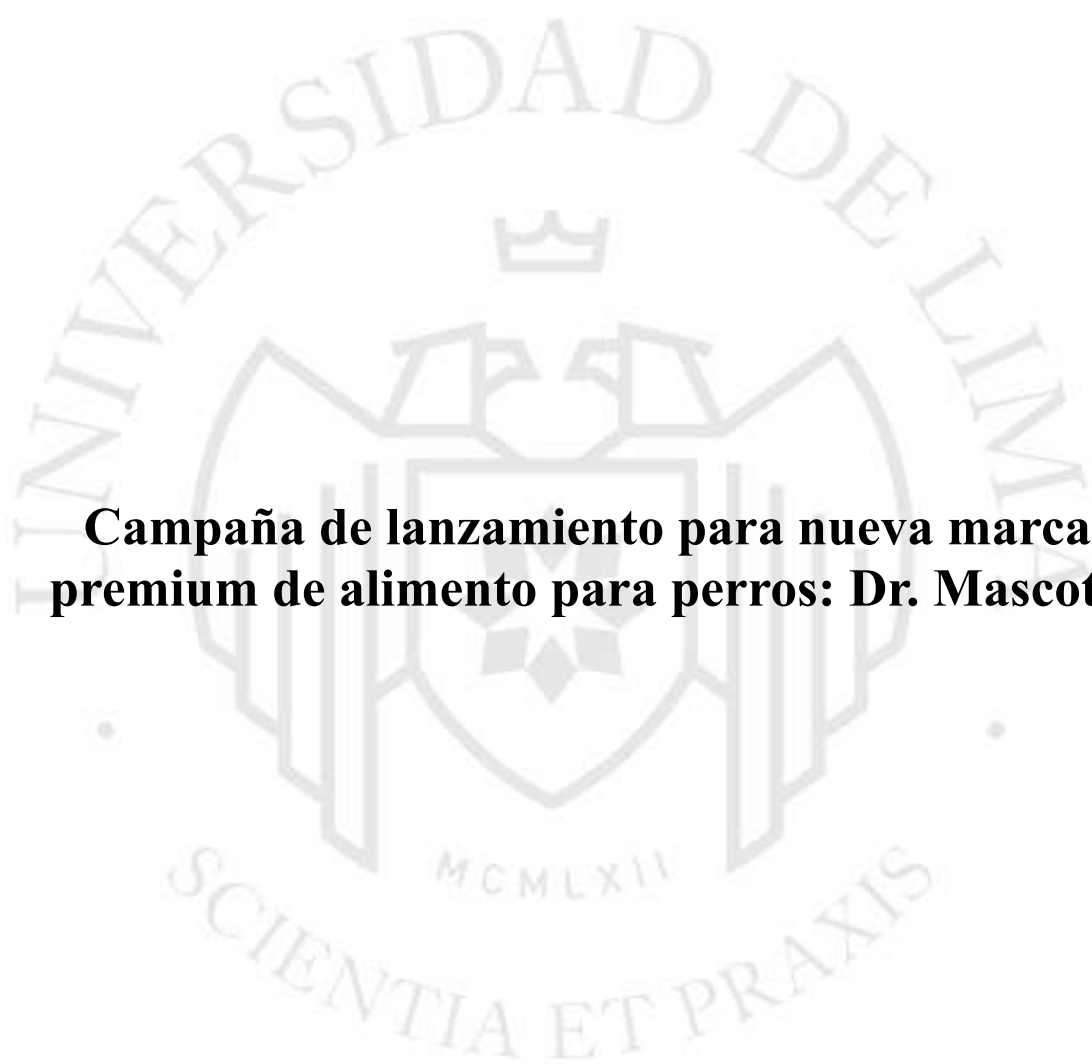 UNIVERSIDAD DE LIMA
Campaña de lanzamiento para nueva marca
premium de alimento para perros: Dr. Mascot
MCMLXII
SCIENTIA ET PRAXIS